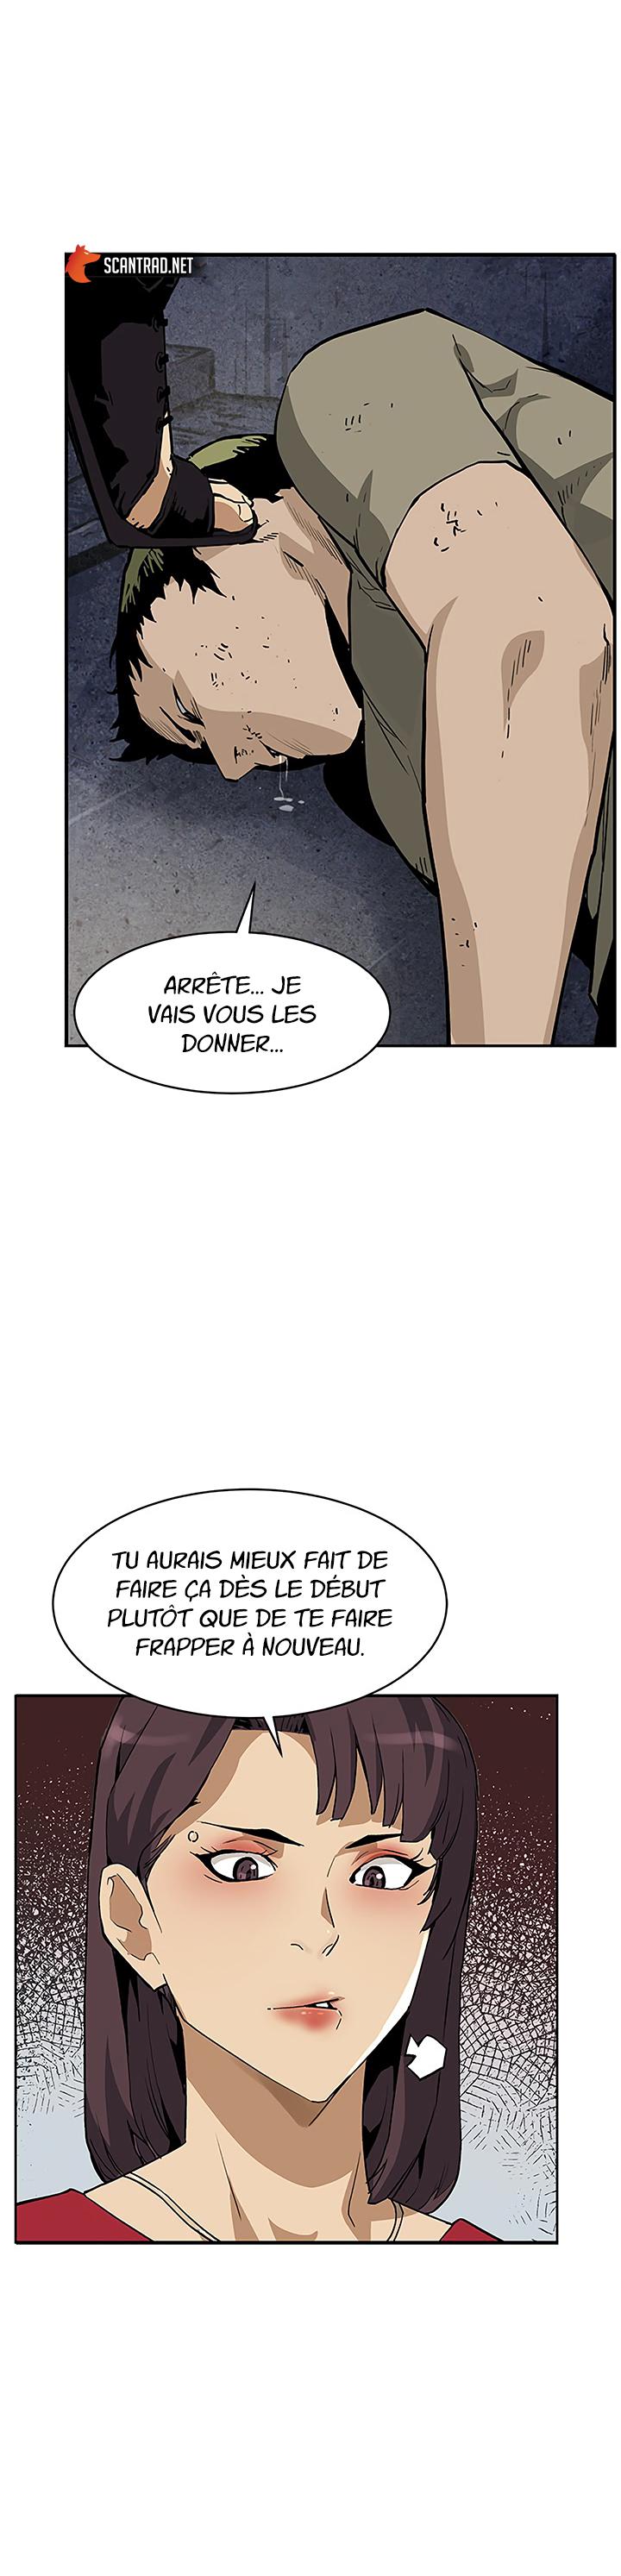 SCANTRAD.NET
ARRÊTE... JE
VAIS VOUS LES
DONNER...
TU AURAIS MIEUX FAIT DE
FAIRE ÇA DÈS LE DÉBUT
PLUTÔT QUE DE TE FAIRE
FRAPPER À NOUVEAU.